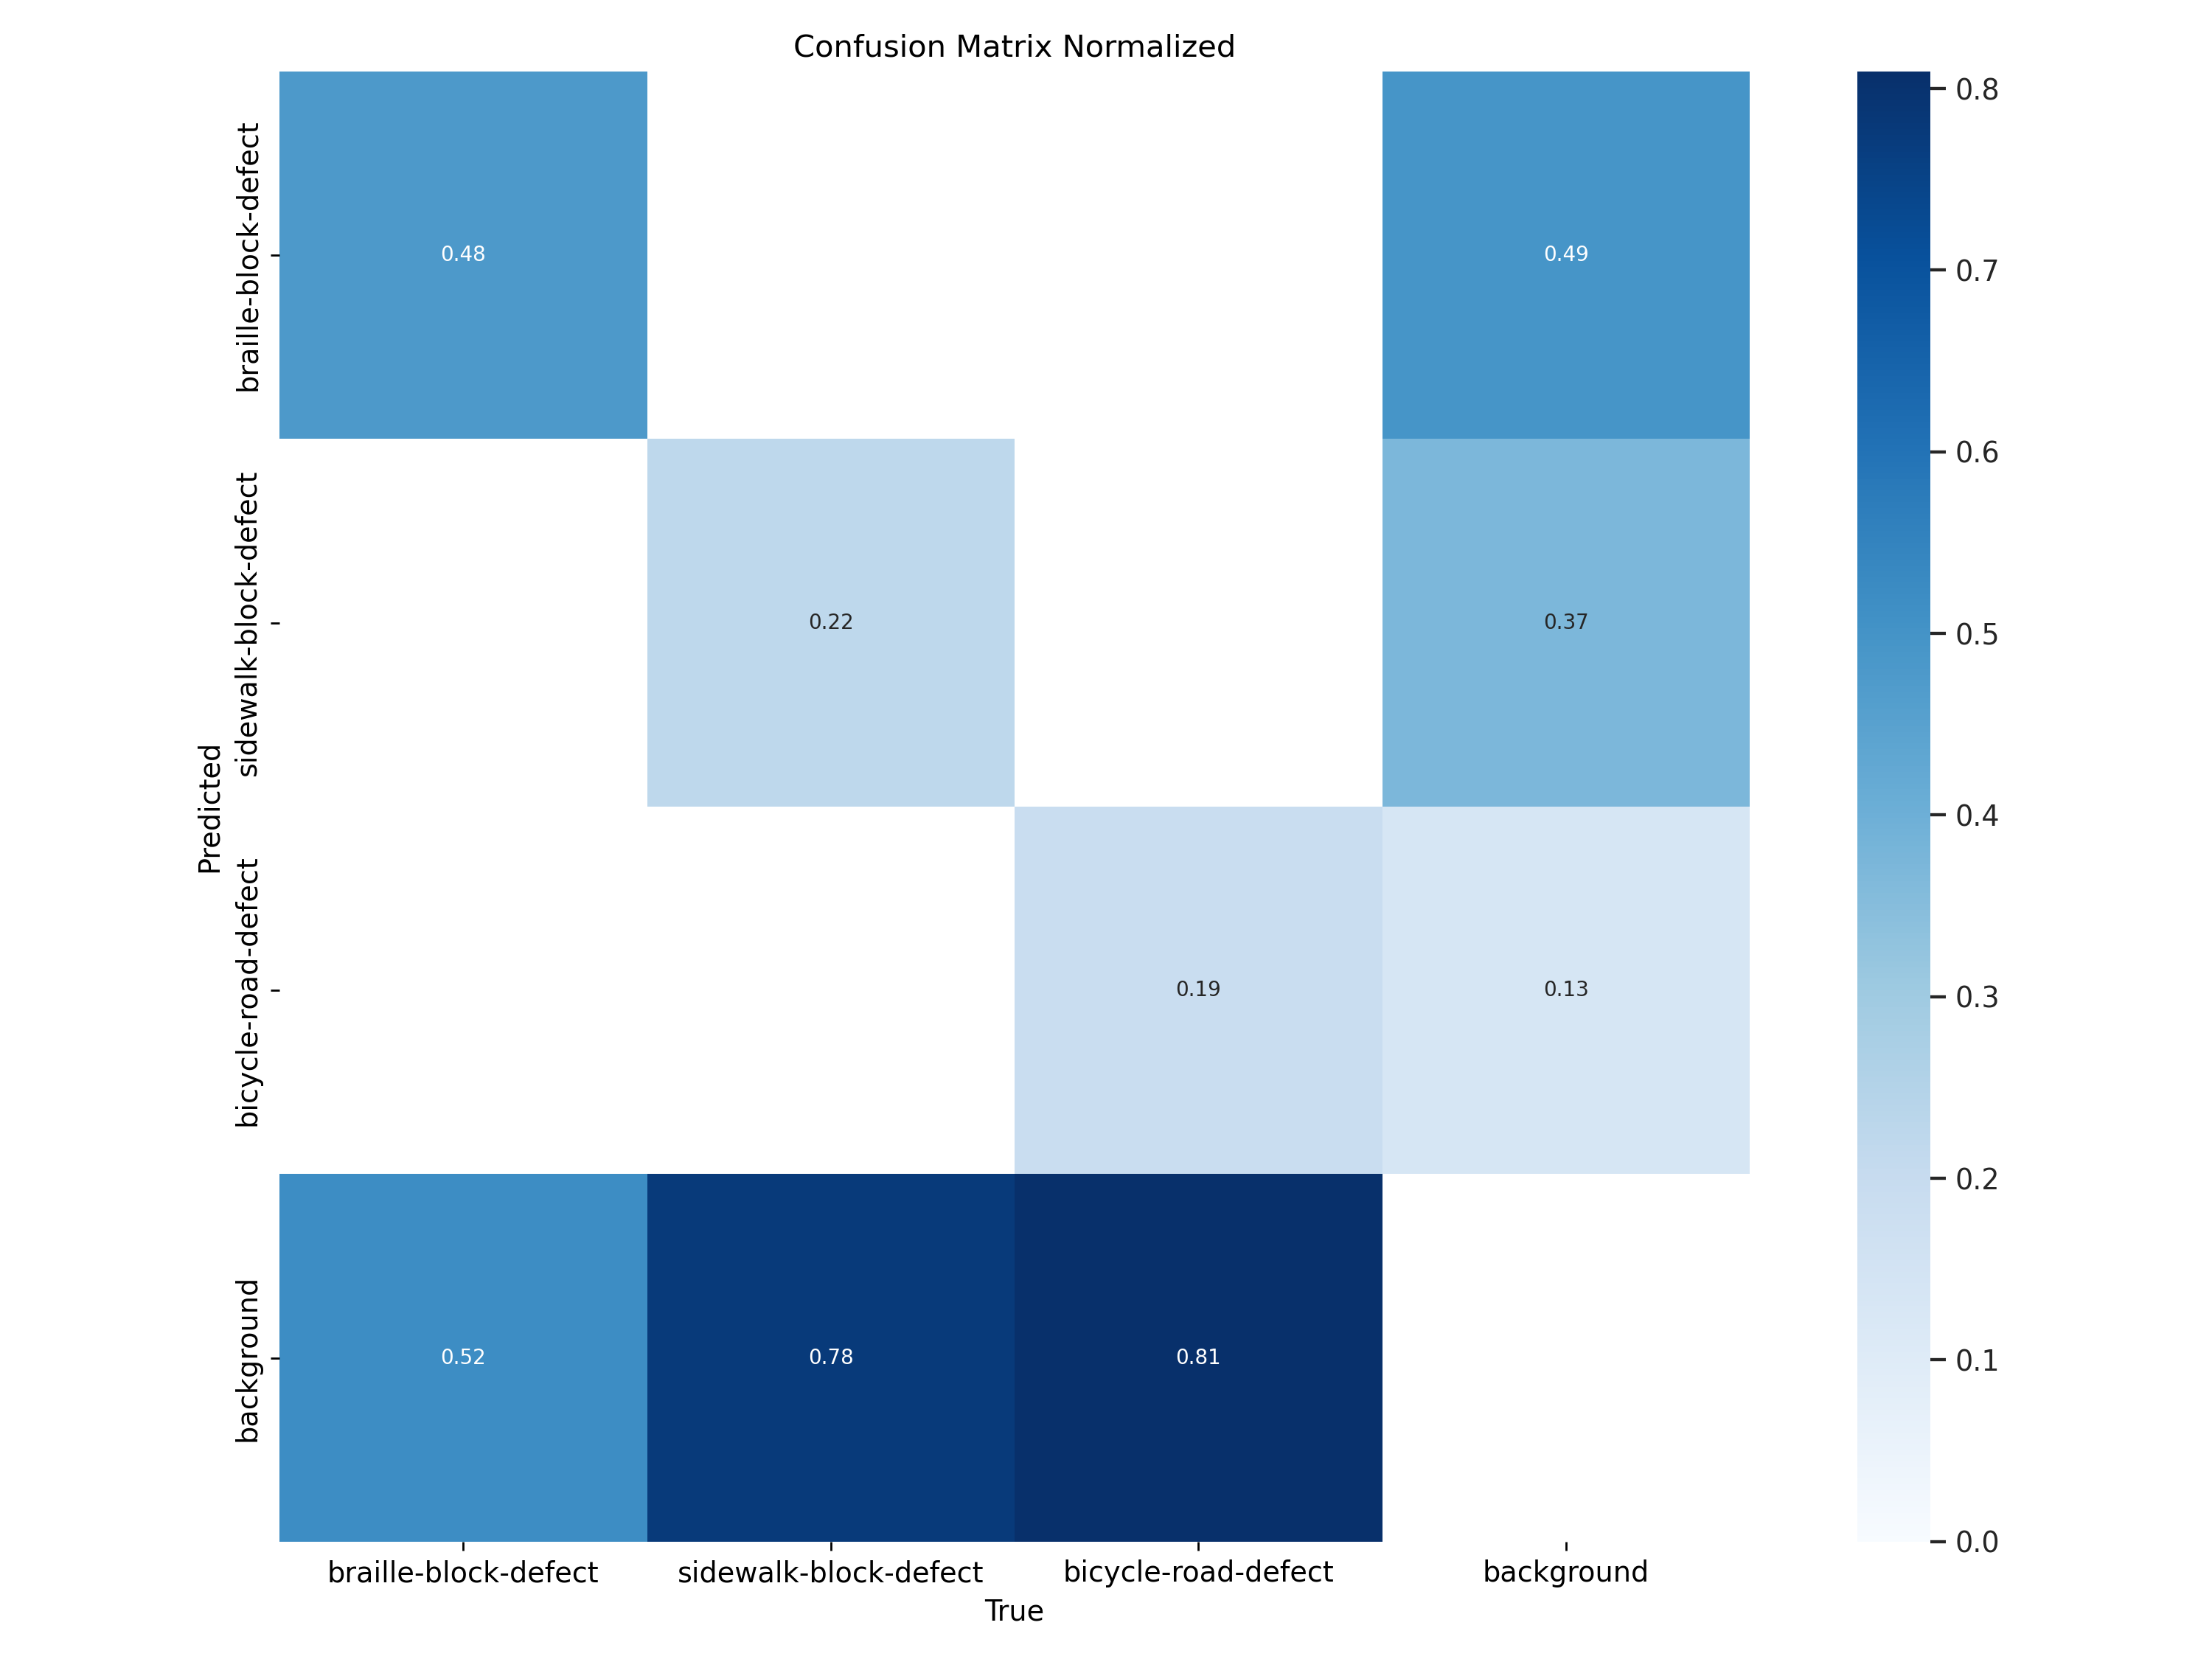 Confusion Matrix Normalized
braille-block-defect
sidewalk-block-defect
bicycle-road-defect
background
Predicted
0.48
0.49
0.22
0.37
0.19
0.13
0.52
0.78
0.81
braille-block-defect
sidewalk-block-defect
bicycle-road-defect
background
True
0.8
0.7
0.6
0.5
0.4
0.3
0.2
0.1
0.0